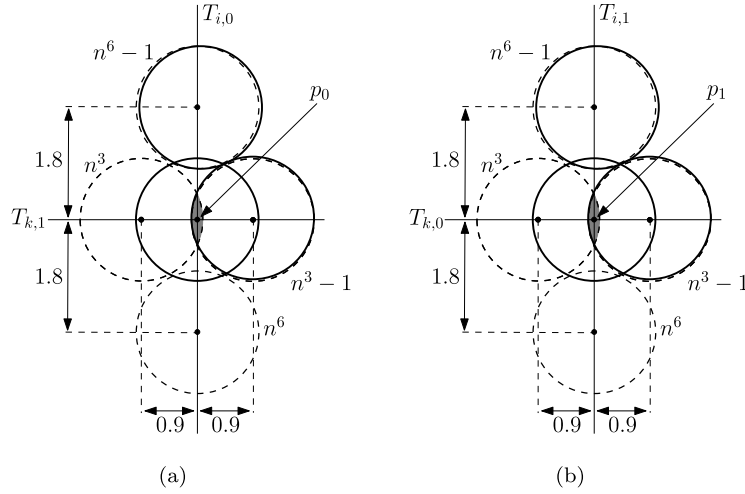 T_{i,0}
n^6 − 1
p_0
1.8
n^3
T_{k,1}
1.8
n^3 − 1
n^6
0.9 0.9
(a)
T_{i,1}
n^6 − 1
p_1
1.8
n^3
T_{k,0}
1.8
n^3 − 1
n^6
0.9 0.9
(b)